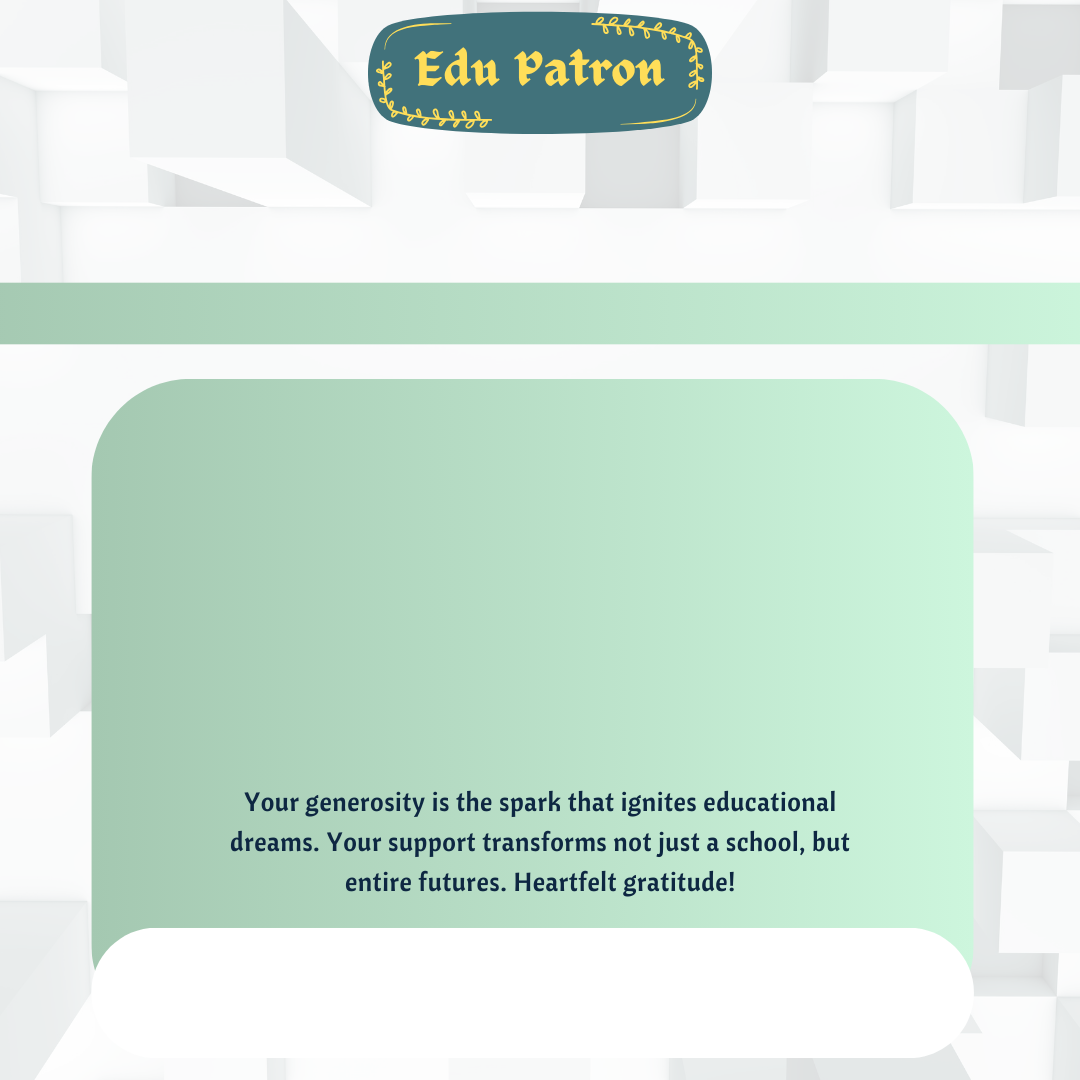 Edu Patron
Your generosity is the spark that ignites educational
dreams. Your support transforms not just a school, but
entire futures. Heartfelt gratitude!